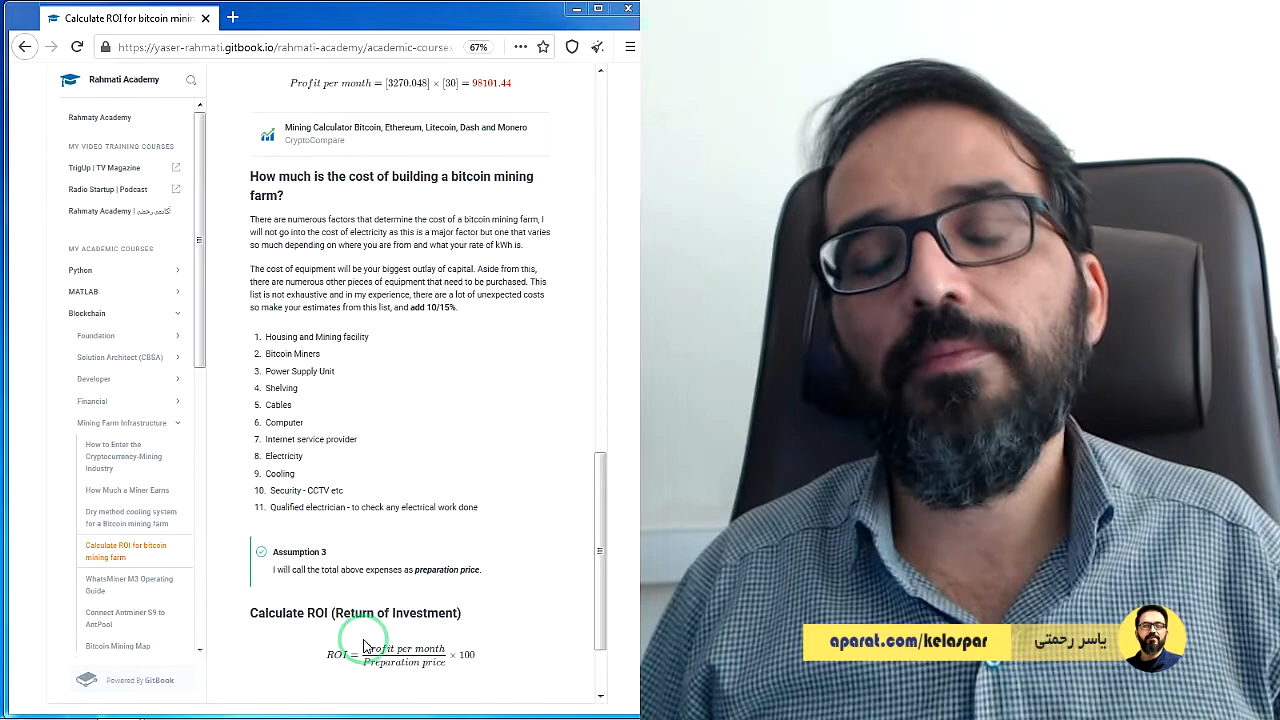 Calculate ROI for bitcoin minin
https://yaser-rahmati.gitbook.io/rahmati-academy/academic-courses
67%
Rahmati Academy
Rahmaty Academy
MY VIDEO TRAINING COURSES
TrigUp | TV Magazine
Radio Startup | Podcast
Rahmaty Academy | آکادمی رحمتی
MY ACADEMIC COURSES
Python
MATLAB
Blockchain
Foundation
Solution Architect (CBSA)
Developer
Financial
Mining Farm Infrastructure
How to Enter the
Cryptocurrency-Mining
Industry
How Much a Miner Earns
Dry method cooling system
for a Bitcoin mining farm
Calculate ROI for bitcoin
mining farm
WhatsMiner M3 Operating
Guide
Connect Antminer S9 to
AntPool
Bitcoin Mining Map
Powered By GitBook
Profit per month = [3270.048] × [30] = 98101.44
Mining Calculator Bitcoin, Ethereum, Litecoin, Dash and Monero
CryptoCompare
How much is the cost of building a bitcoin mining
farm?
There are numerous factors that determine the cost of a bitcoin mining farm, I
will not go into the cost of electricity as this is a major factor but one that varies
so much depending on where you are from and what your rate of kWh is.
The cost of equipment will be your biggest outlay of capital. Aside from this,
there are numerous other pieces of equipment that need to be purchased. This
list is not exhaustive and in my experience, there are a lot of unexpected costs
so make your estimates from this list, and add 10/15%.
1. Housing and Mining facility
2. Bitcoin Miners
3. Power Supply Unit
4. Shelving
5. Cables
6. Computer
7. Internet service provider
8. Electricity
9. Cooling
10. Security - CCTV etc
11. Qualified electrician - to check any electrical work done
Assumption 3
I will call the total above expenses as preparation price.
Calculate ROI (Return of Investment)
ROI = Profit per month / Preparation price × 100
aparat.com/kelaspar
یاسر رحمتی